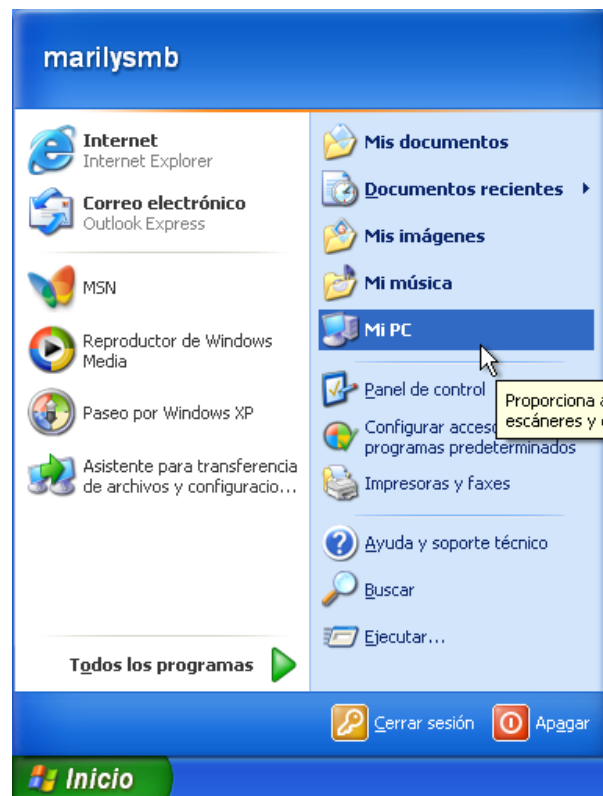 marilysmb
Internet
Internet Explorer
Correo electrónico
Outlook Express
MSN
Reproductor de Windows
Media
Paseo por Windows XP
Asistente para transferencia
de archivos y configuracio...
Todos los programas
Mis documentos
Documentos recientes
Mis imágenes
Mi música
Mi PC
Panel de control
Proporciona
escáneres y
Configurar acceso
programas predeterminados
Impresoras y faxes
Ayuda y soporte técnico
Buscar
Ejecutar...
Cerrar sesión
Apagar
Inicio